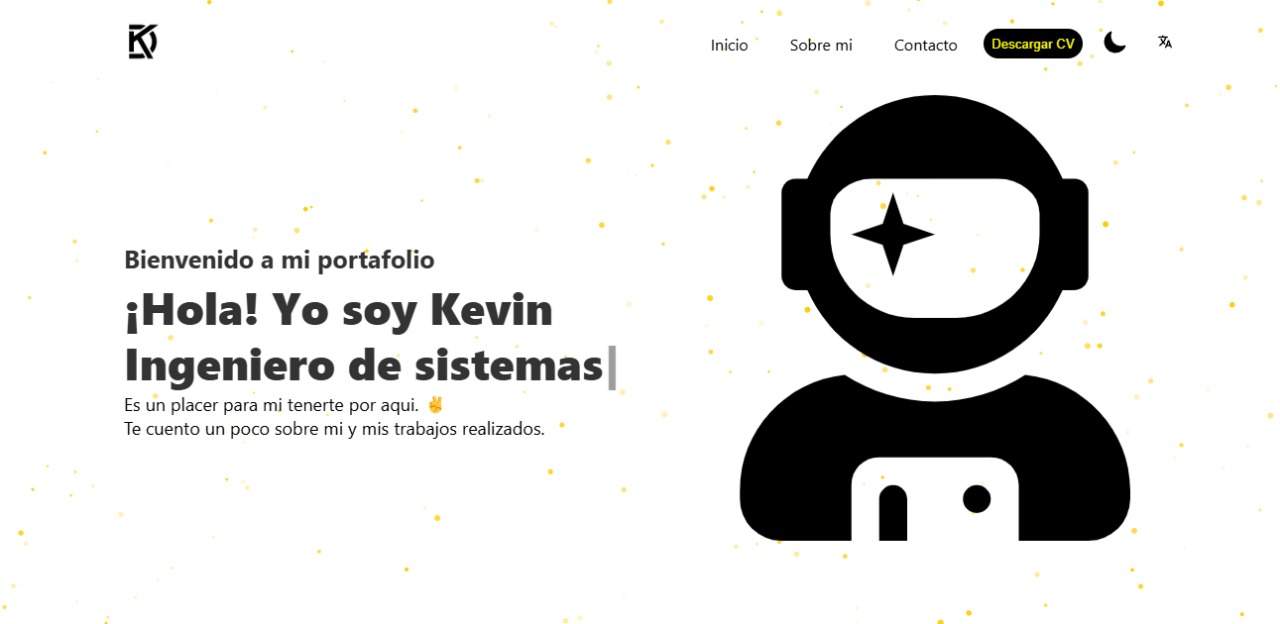 Inicio Sobre mi Contacto Descargar CV
Bienvenido a mi portafolio
¡Hola! Yo soy Kevin
Ingeniero de sistemas|
Es un placer para mi tenerte por aqui. ✌
Te cuento un poco sobre mi y mis trabajos realizados.